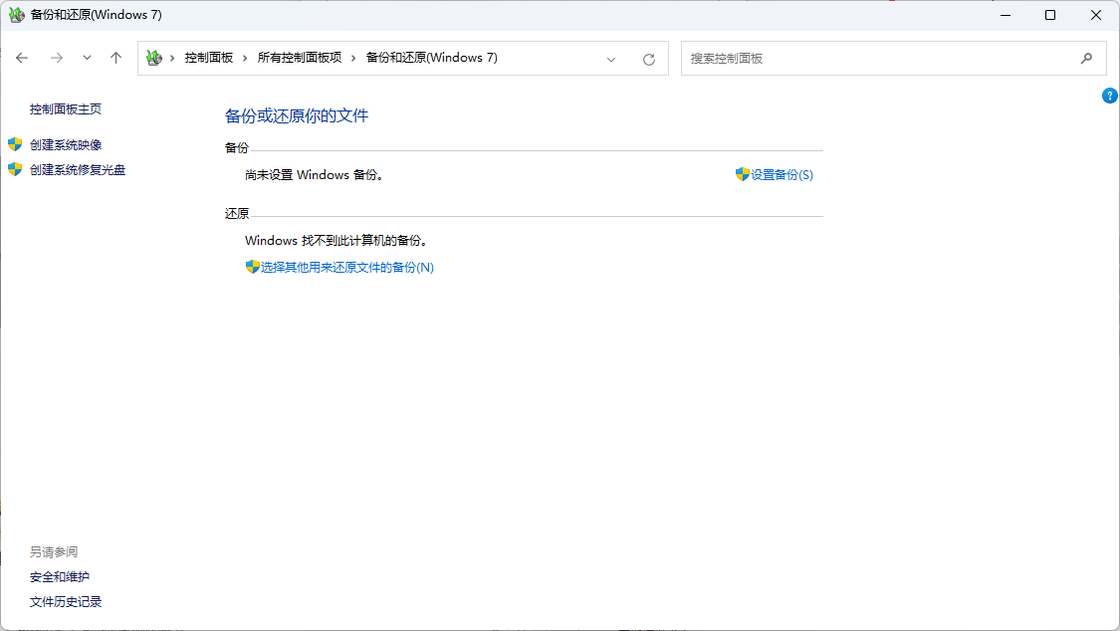 备份和还原(Windows 7)
控制面板 › 所有控制面板项 › 备份和还原(Windows 7)
搜索控制面板
控制面板主页
创建系统映像
创建系统修复光盘
备份或还原你的文件
备份
尚未设置 Windows 备份。
设置备份(S)
还原
Windows 找不到此计算机的备份。
选择其他用来还原文件的备份(N)
另请参阅
安全和维护
文件历史记录